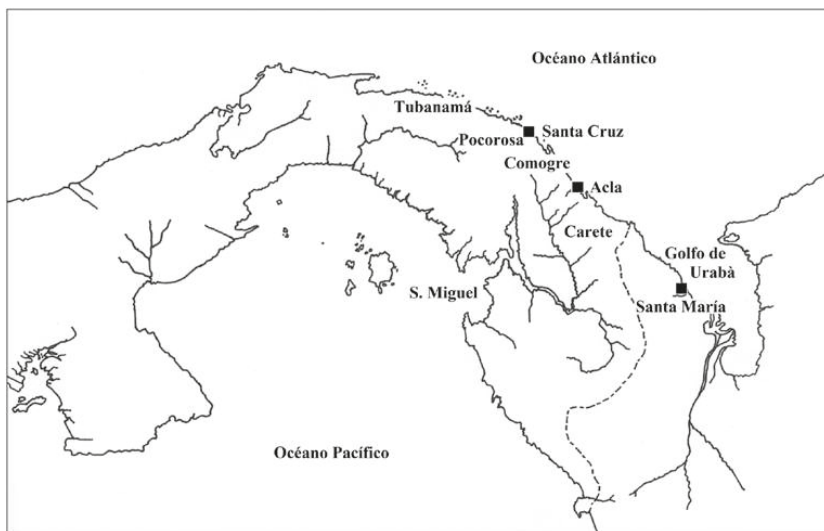 Océano Atlántico
Tubanamá
Pocorosa
Santa Cruz
Comogre
Acla
Carete
Golfo de
Urabà
S. Miguel
Santa María
Océano Pacífico